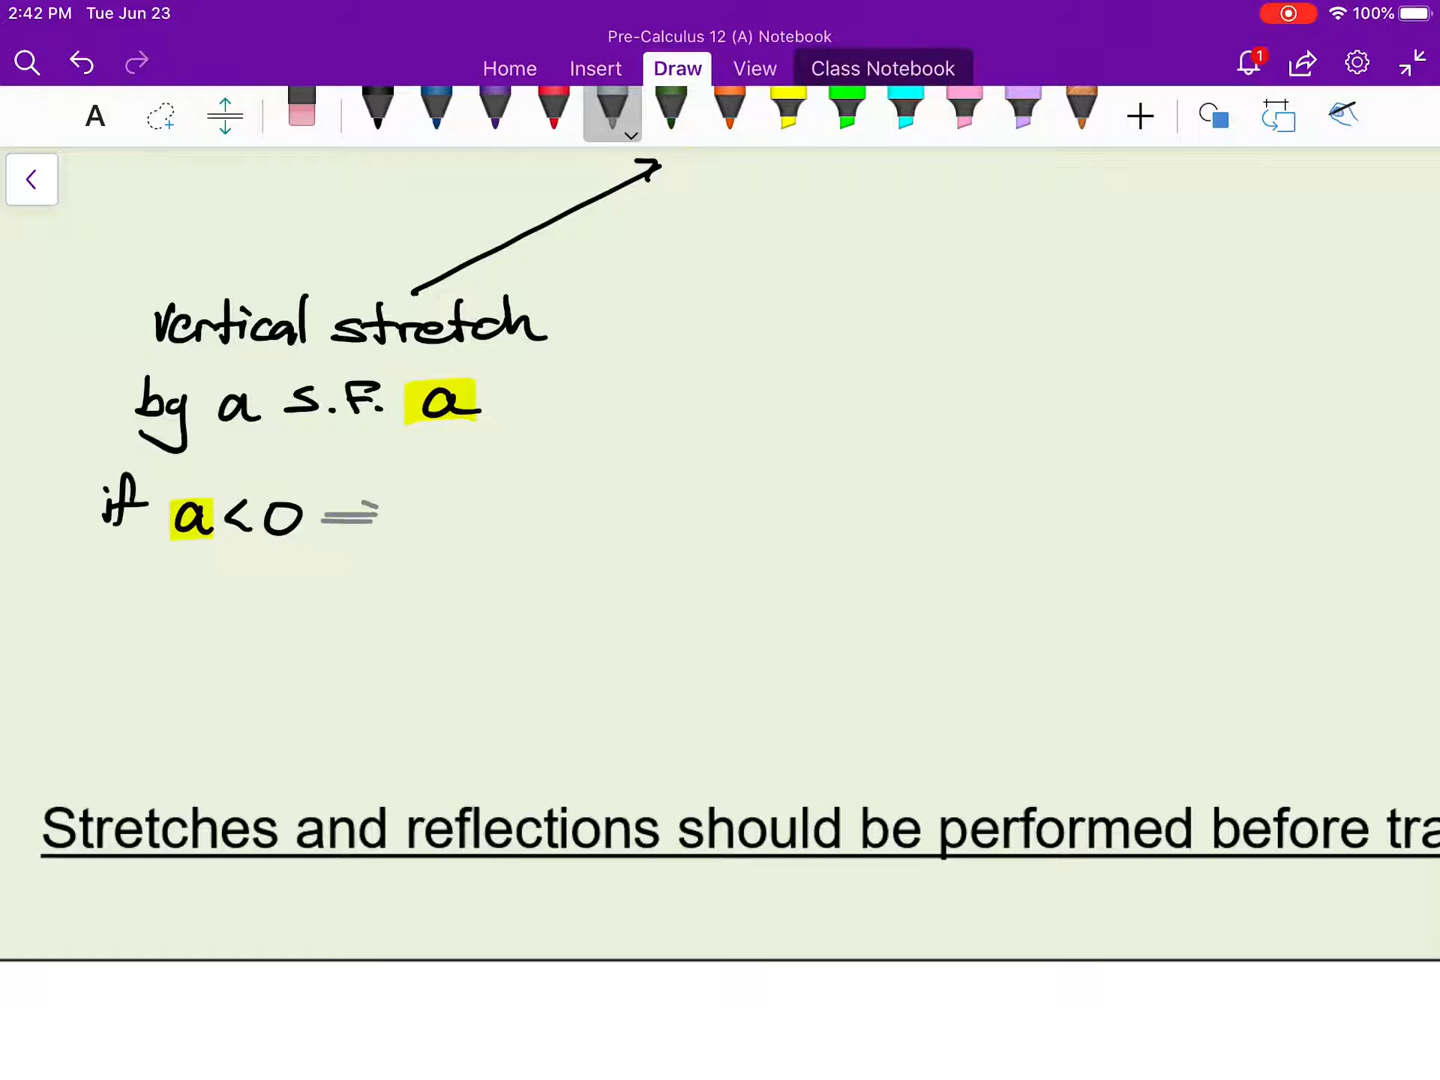 2:42 PM Tue Jun 23
100%
Pre-Calculus 12 (A) Notebook
Home Insert Draw View Class Notebook
1
A
vertical stretch
by a S.F. a
if a < 0 =
Stretches and reflections should be performed before tra